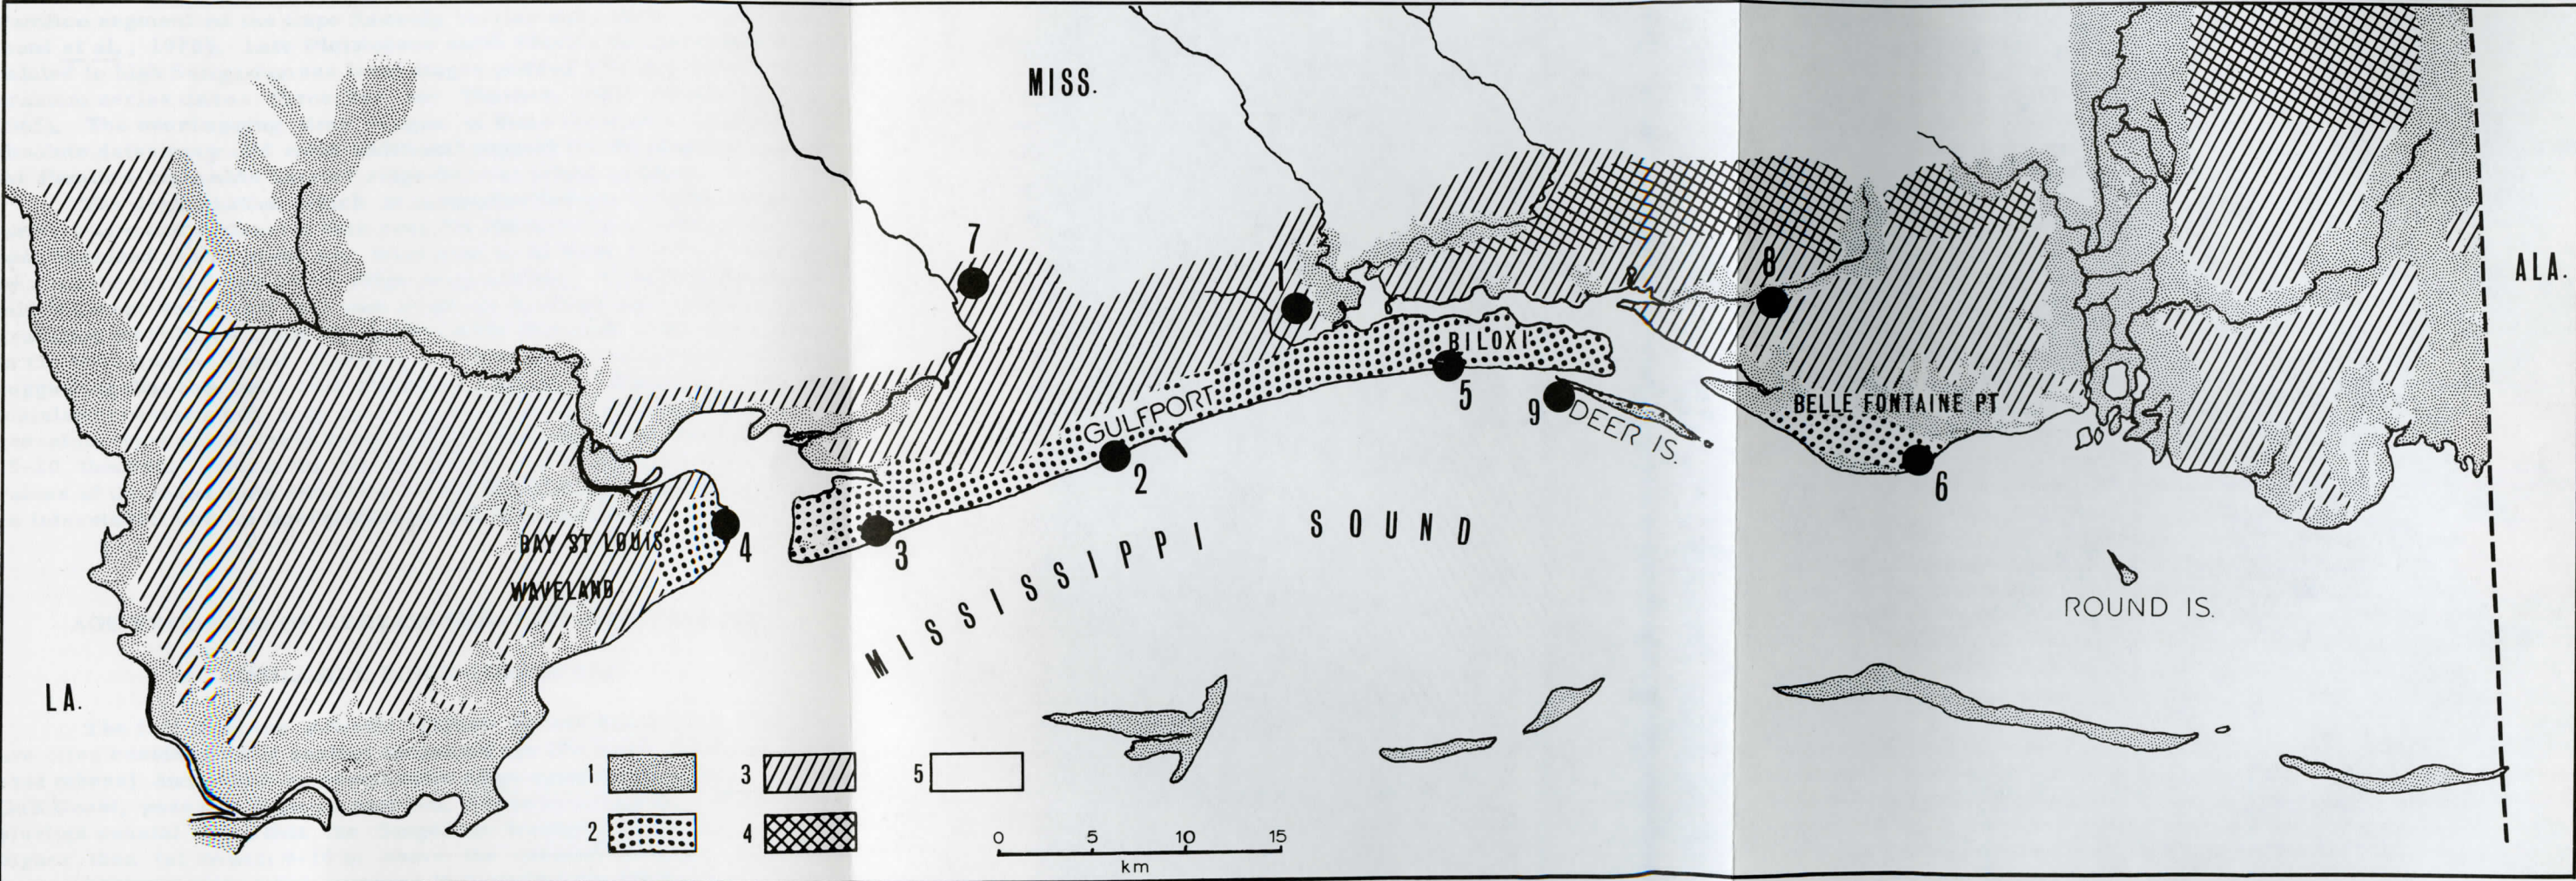 MISS.
7
1
8
ALA.
BILOXI
5
GULFPORT
9
DEER IS.
BELLE FONTAINE PT
2
6
BAY ST LOUIS
4
3
WAVELAND
MISSISSIPPI SOUND
ROUND IS.
LA.
1
3
5
2
4
0 5 10 15
km